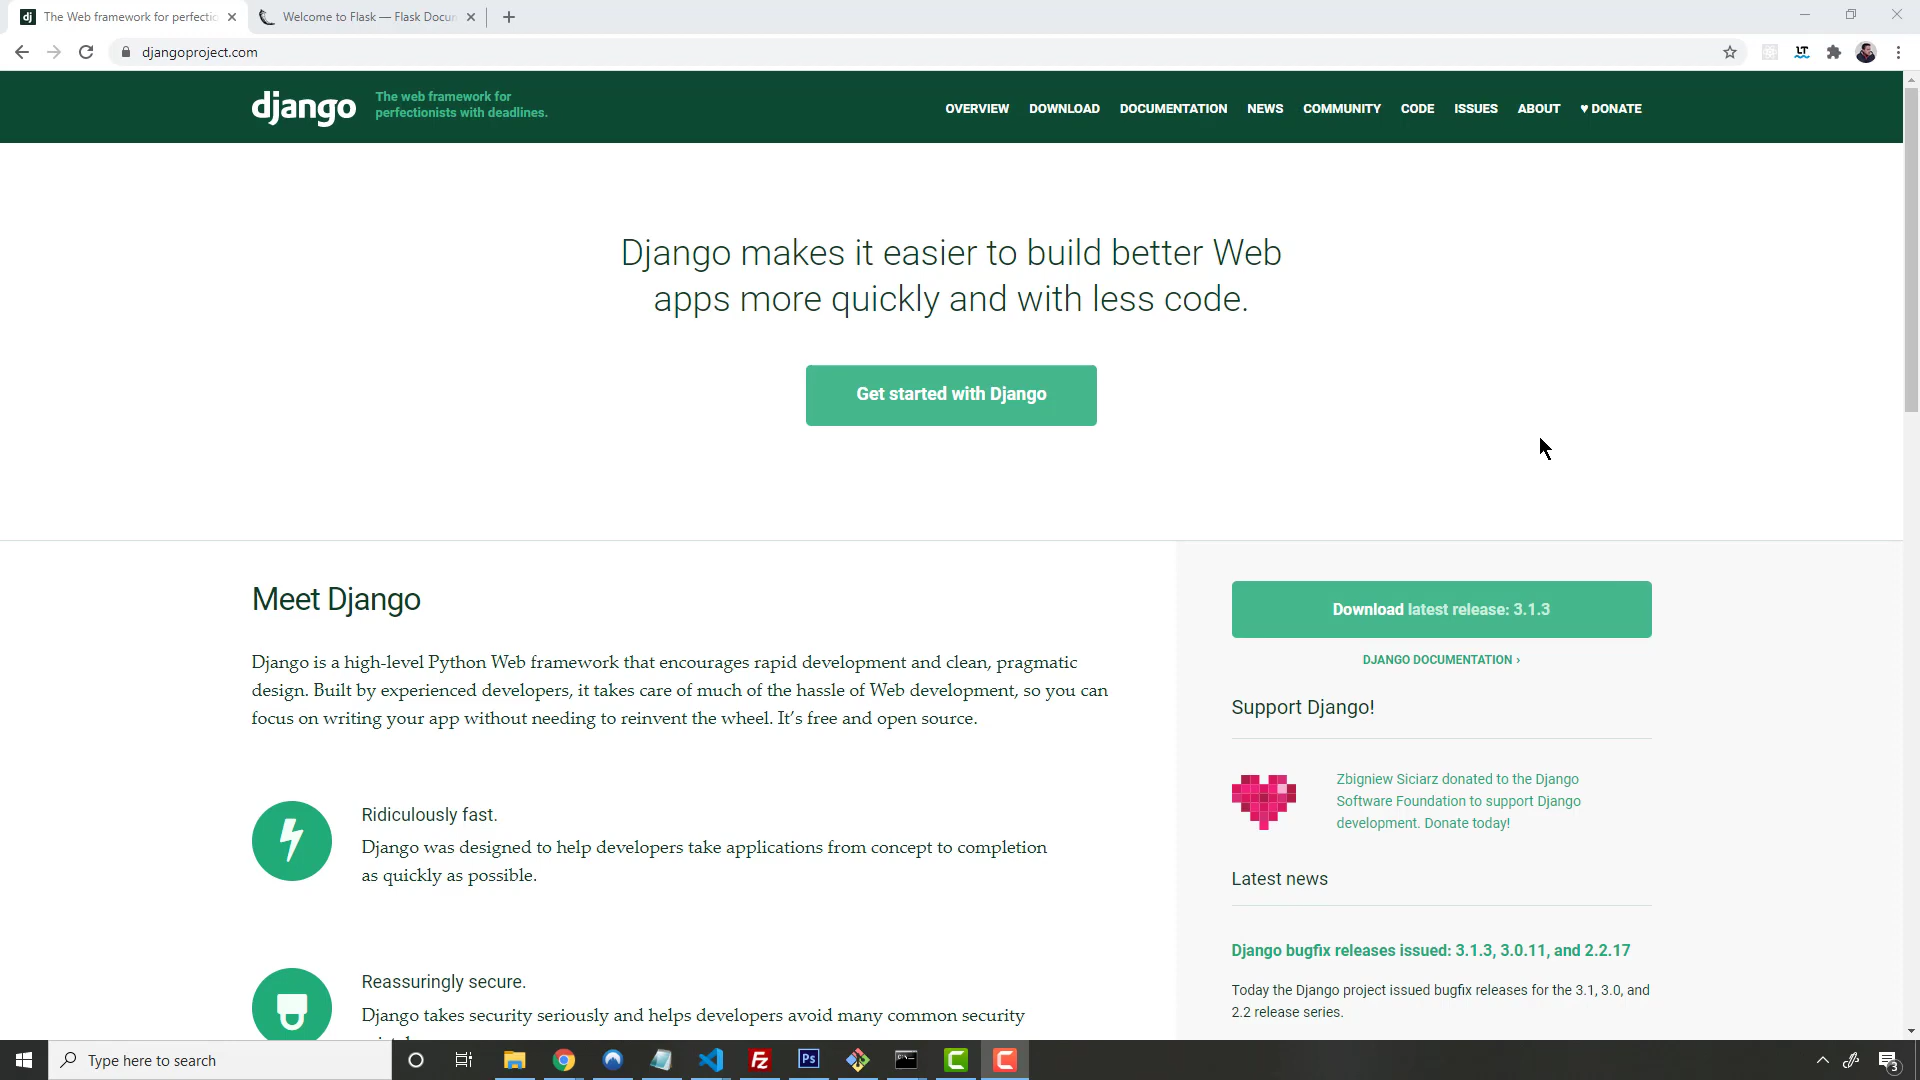 dj The Web framework for perfectio
Welcome to Flask — Flask Docun
djangoproject.com
django
The web framework for
perfectionists with deadlines.
OVERVIEW DOWNLOAD DOCUMENTATION NEWS COMMUNITY CODE ISSUES ABOUT ♥ DONATE
Django makes it easier to build better Web
apps more quickly and with less code.
Get started with Django
Meet Django
Django is a high-level Python Web framework that encourages rapid development and clean, pragmatic
design. Built by experienced developers, it takes care of much of the hassle of Web development, so you can
focus on writing your app without needing to reinvent the wheel. It’s free and open source.
Ridiculously fast.
Django was designed to help developers take applications from concept to completion
as quickly as possible.
Reassuringly secure.
Django takes security seriously and helps developers avoid many common security
Download latest release: 3.1.3
DJANGO DOCUMENTATION ›
Support Django!
Zbigniew Siciarz donated to the Django
Software Foundation to support Django
development. Donate today!
Latest news
Django bugfix releases issued: 3.1.3, 3.0.11, and 2.2.17
Today the Django project issued bugfix releases for the 3.1, 3.0, and
2.2 release series.
Type here to search
Fz
Ps
C
C
3